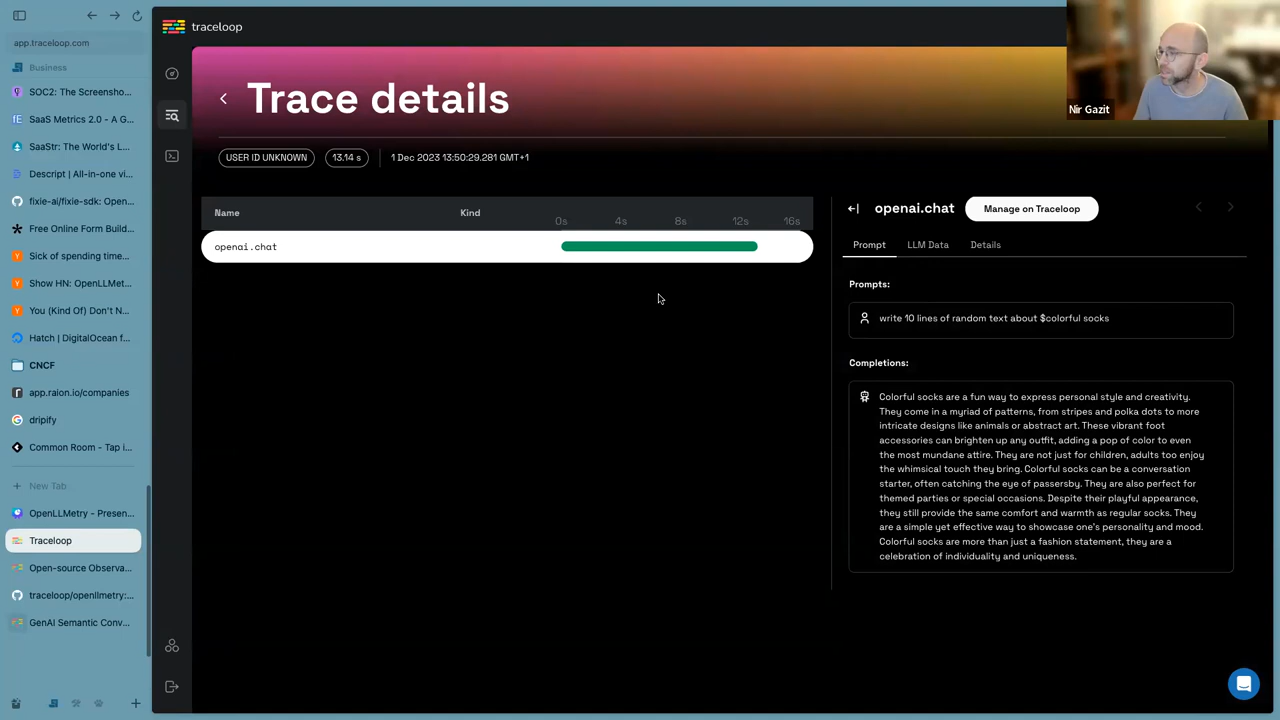 app.traceloop.com
Business
SOC2: The Screensho...
SaaS Metrics 2.0 - A G...
SaaStr: The World's L...
Descript | All-in-one vi...
fixie-ai/fixie-sdk: Open...
Free Online Form Build...
Sick of spending time...
Show HN: OpenLLMet...
You (Kind Of) Don't N...
Hatch | DigitalOcean f...
CNCF
app.raion.io/companies
dripify
Common Room - Tap i...
New Tab
OpenLLMetry - Presen...
Traceloop
Open-source Observa...
traceloop/openllmetry:...
GenAI Semantic Conv...
traceloop
Trace details
USER ID UNKNOWN
13.14 s
1 Dec 2023 13:50:29.281 GMT+1
Name Kind 0s 4s 8s 12s 16s
openai.chat
openai.chat
Manage on Traceloop
Prompt LLM Data Details
Prompts:
write 10 lines of random text about $colorful socks
Completions:
Colorful socks are a fun way to express personal style and creativity.
They come in a myriad of patterns, from stripes and polka dots to more
intricate designs like animals or abstract art. These vibrant foot
accessories can brighten up any outfit, adding a pop of color to even
the most mundane attire. They are not just for children, adults too enjoy
the whimsical touch they bring. Colorful socks can be a conversation
starter, often catching the eye of passersby. They are also perfect for
themed parties or special occasions. Despite their playful appearance,
they still provide the same comfort and warmth as regular socks. They
are a simple yet effective way to showcase one's personality and mood.
Colorful socks are more than just a fashion statement, they are a
celebration of individuality and uniqueness.
Nir Gazit